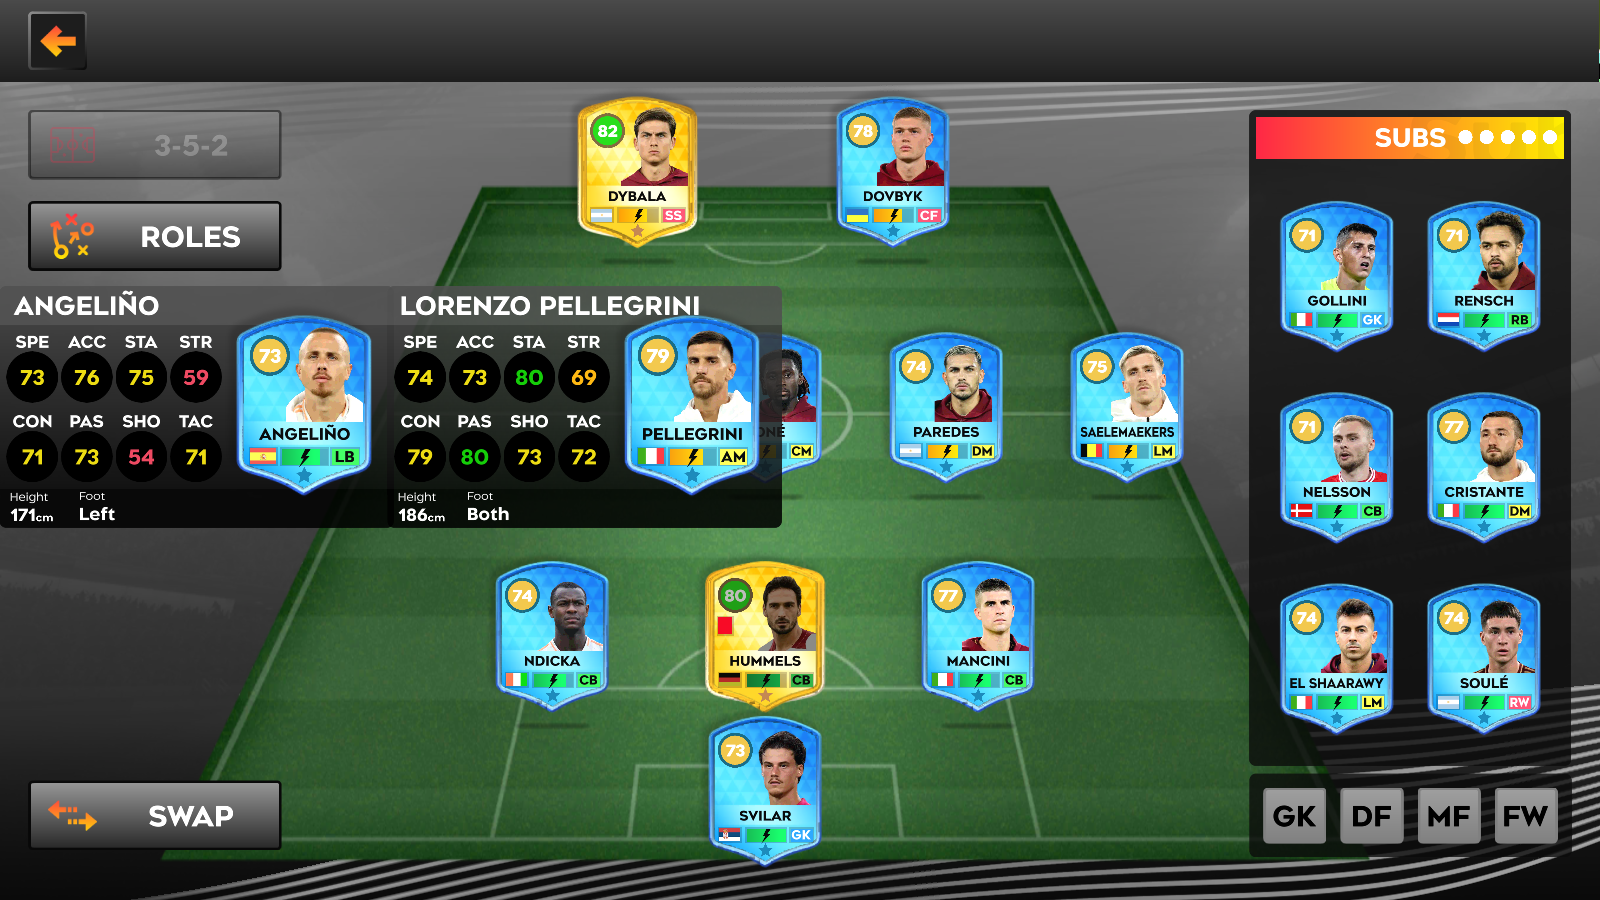 3-5-2
ROLES
82
DYBALA
SS
78
DOVBYK
CF
SUBS
ANGELIÑO
SPE ACC STA STR
73 76 75 59
CON PAS SHO TAC
71 73 54 71
Height Foot
171cm Left
73
ANGELIÑO
LB
LORENZO PELLEGRINI
SPE ACC STA STR
74 73 80 69
CON PAS SHO TAC
79 80 73 72
Height Foot
186cm Both
79
PELLEGRINI
AM
ONÉ
CM
74
PAREDES
DM
75
SAELEMAEKERS
LM
74
NDICKA
CB
80
HUMMELS
CB
77
MANCINI
CB
73
SVILAR
GK
71
GOLLINI
GK
71
RENSCH
RB
71
NELSSON
CB
77
CRISTANTE
DM
74
EL SHAARAWY
LM
74
SOULÉ
RW
SWAP
GK DF MF FW